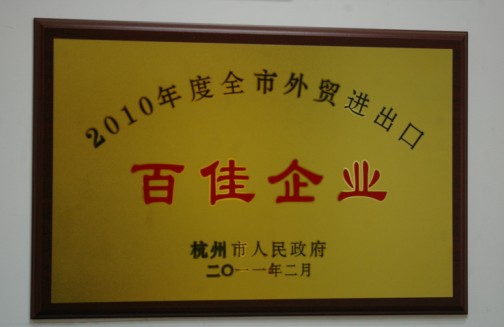 2010年度全市外贸进出口
百佳企业
杭州市人民政府
二〇一一年二月